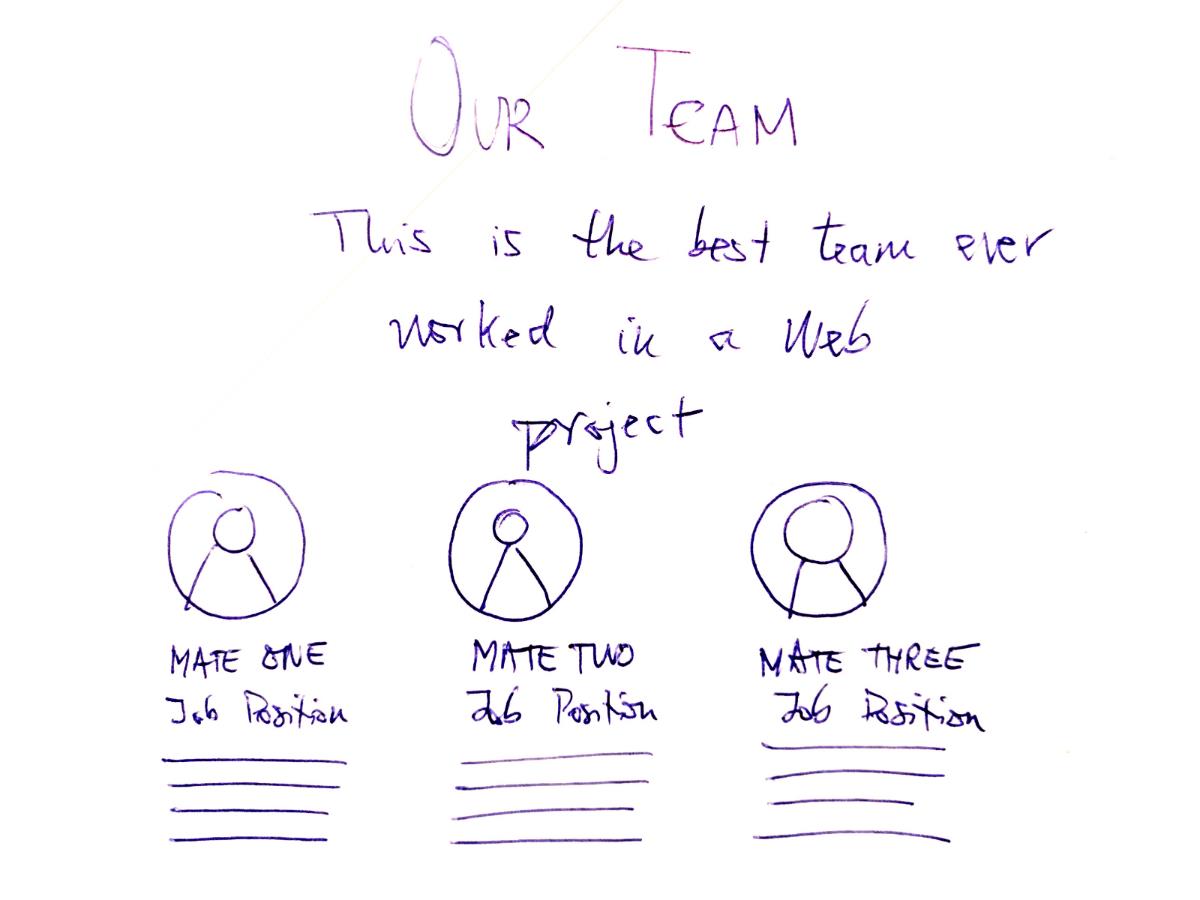 OUR TEAM
This is the best team ever
worked in a Web
project
MATE ONE
Job Position
MATE TWO
Job Position
MATE THREE
Job Position